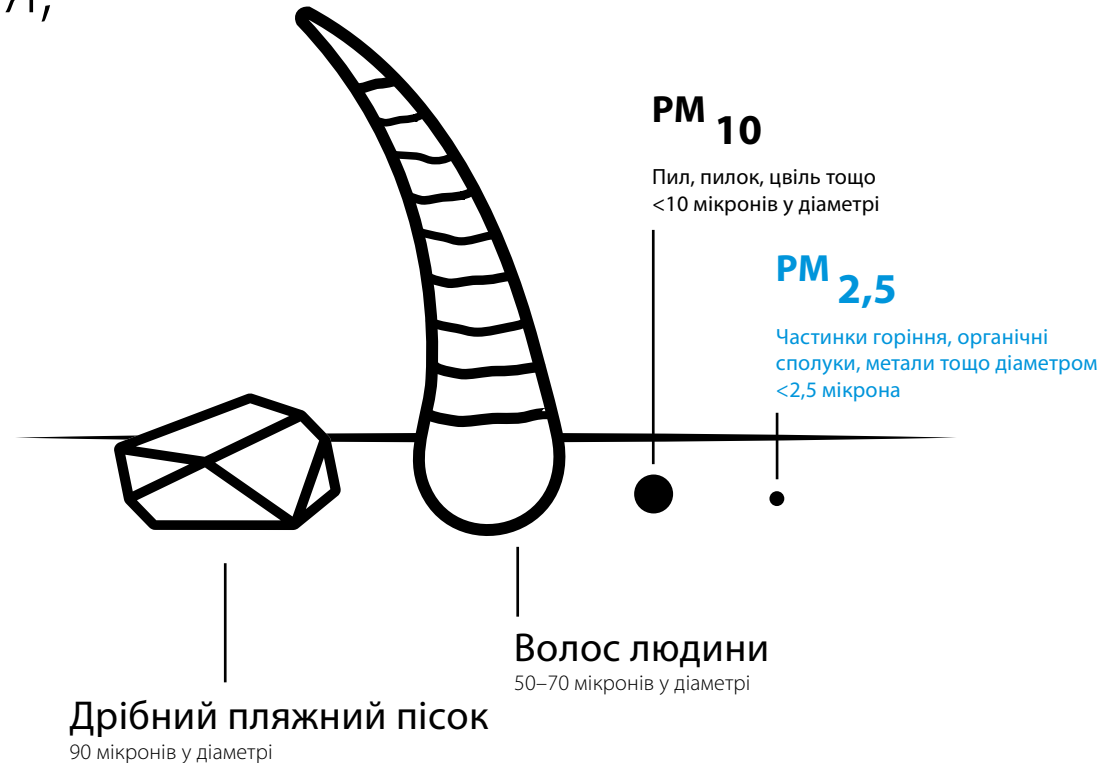 PM 10
Пил, пилок, цвіль тощо
<10 мікронів у діаметрі
PM 2,5
Частинки горіння, органічні
сполуки, метали тощо діаметром
<2,5 мікрона
Волос людини
50–70 мікронів у діаметрі
Дрібний пляжний пісок
90 мікронів у діаметрі